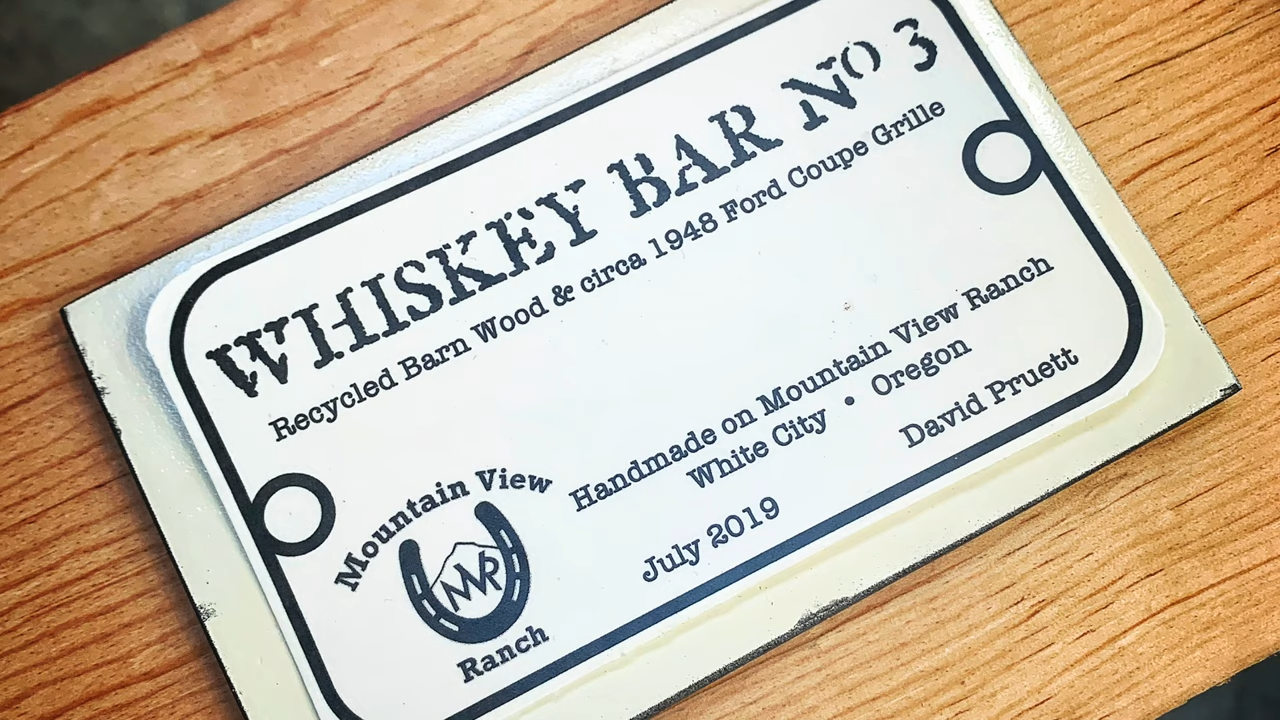 WHISKEY BAR NO 3
Recycled Barn Wood & circa 1948 Ford Coupe Grille
Handmade on Mountain View Ranch
White City • Oregon
David Pruett
July 2019
Mountain View
MVR
Ranch